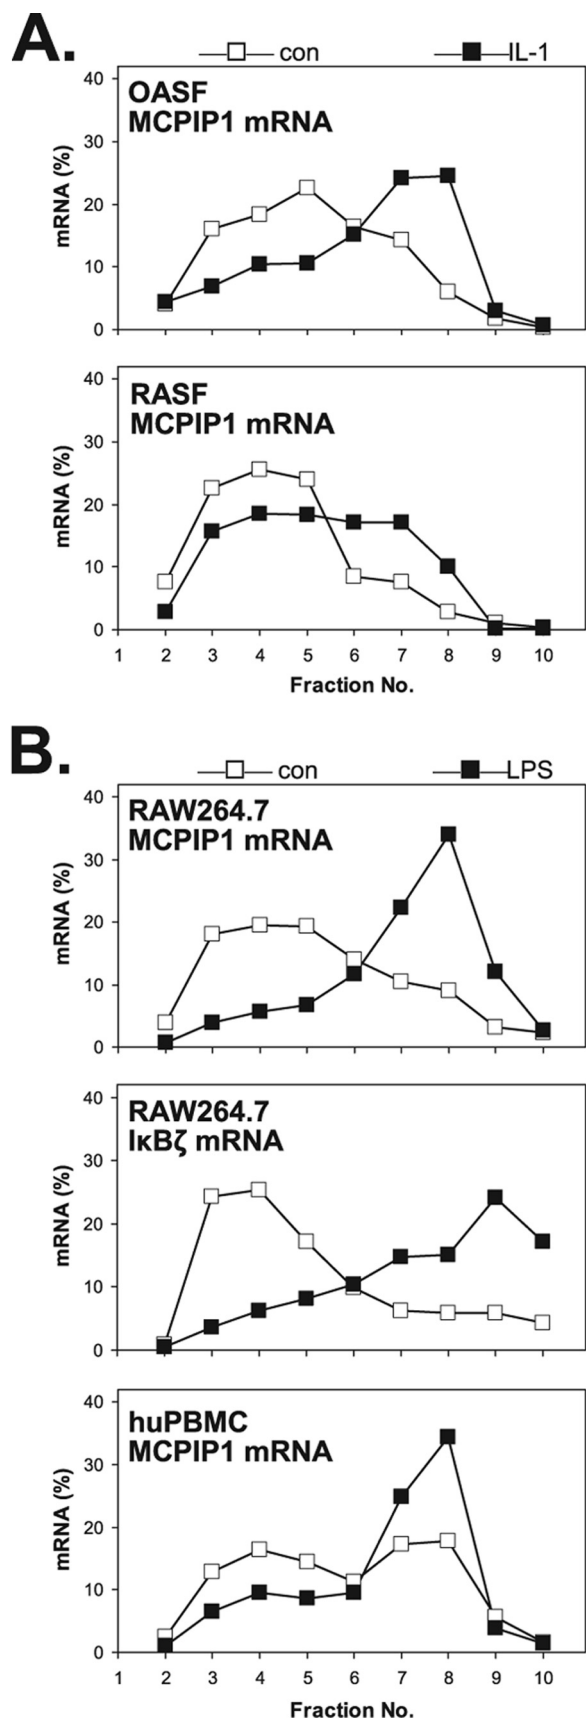 A.
con IL-1
OASF
MCPIP1 mRNA
mRNA (%)
40
30
20
10
0
RASF
MCPIP1 mRNA
mRNA (%)
40
30
20
10
0
1 2 3 4 5 6 7 8 9 10
Fraction No.
B.
con LPS
RAW264.7
MCPIP1 mRNA
mRNA (%)
40
30
20
10
0
RAW264.7
IκBζ mRNA
mRNA (%)
40
30
20
10
0
huPBMC
MCPIP1 mRNA
mRNA (%)
40
30
20
10
0
1 2 3 4 5 6 7 8 9 10
Fraction No.